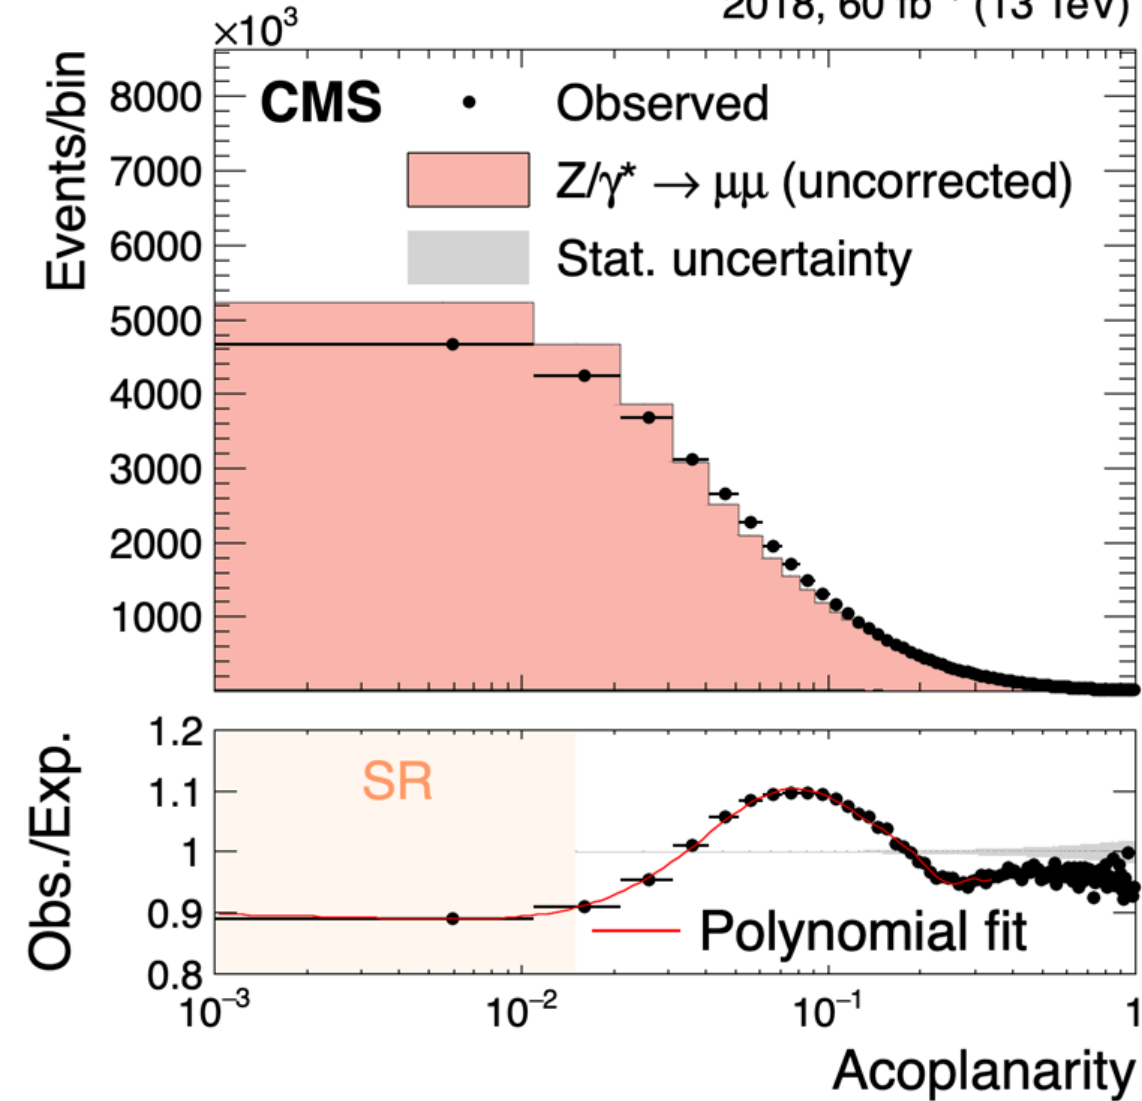 2018, 60 fb⁻¹ (13 TeV)
×10³
CMS
Observed
Z/γ* → μμ (uncorrected)
Stat. uncertainty
Events/bin
8000
7000
6000
5000
4000
3000
2000
1000
Obs./Exp.
1.2
1.1
1
0.9
0.8
SR
Polynomial fit
10⁻³ 10⁻² 10⁻¹ 1
Acoplanarity